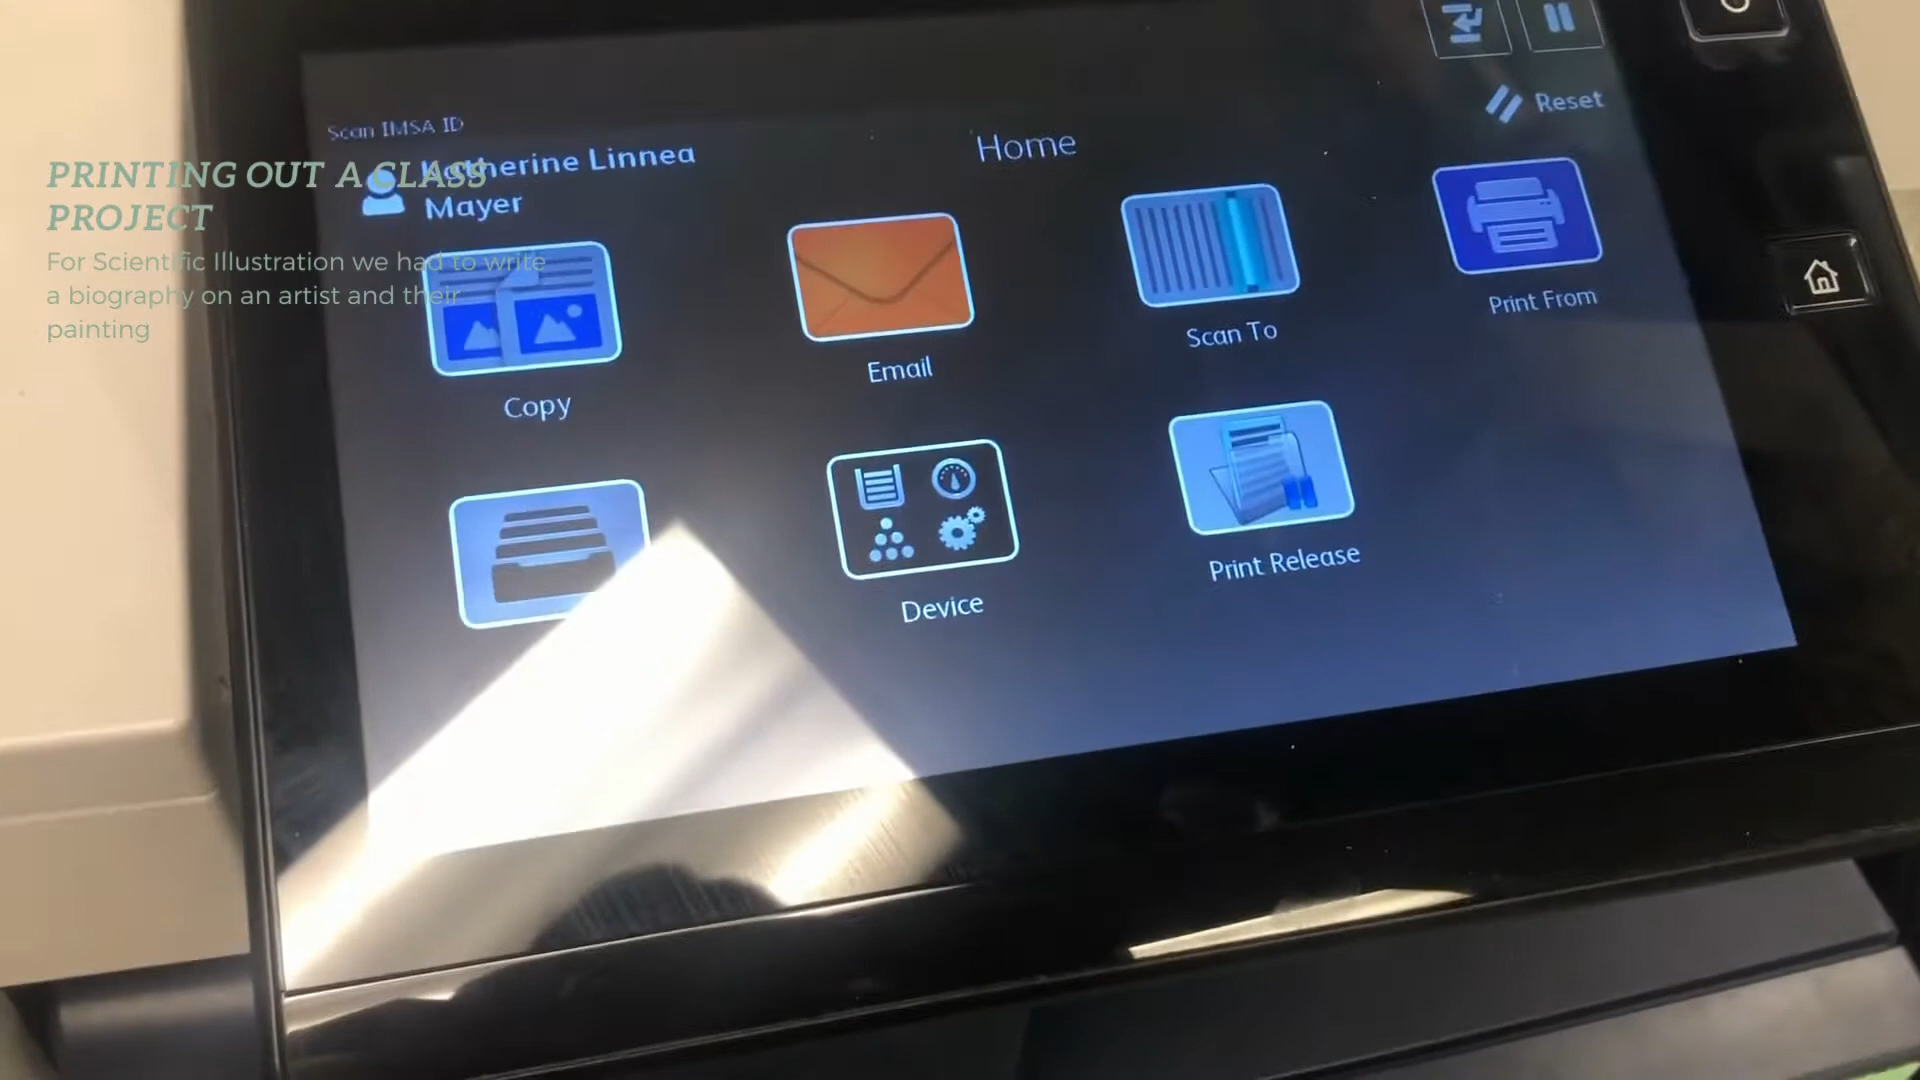 Scan IMSA ID
Katherine Linnea
Mayer
Home
Reset
PRINTING OUT A CLASS
PROJECT
For Scientific Illustration we had to write
a biography on an artist and their
painting
Copy
Email
Scan To
Print From
Device
Print Release